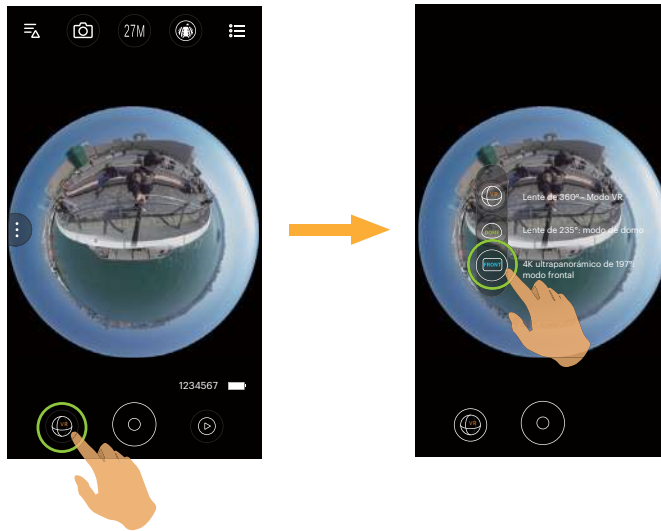 27M
1234567
VR
VR
Lente de 360° - Modo VR
DOME
Lente de 235°: modo de domo
FRONT
4K ultrapanorámico de 197°:
modo frontal
VR